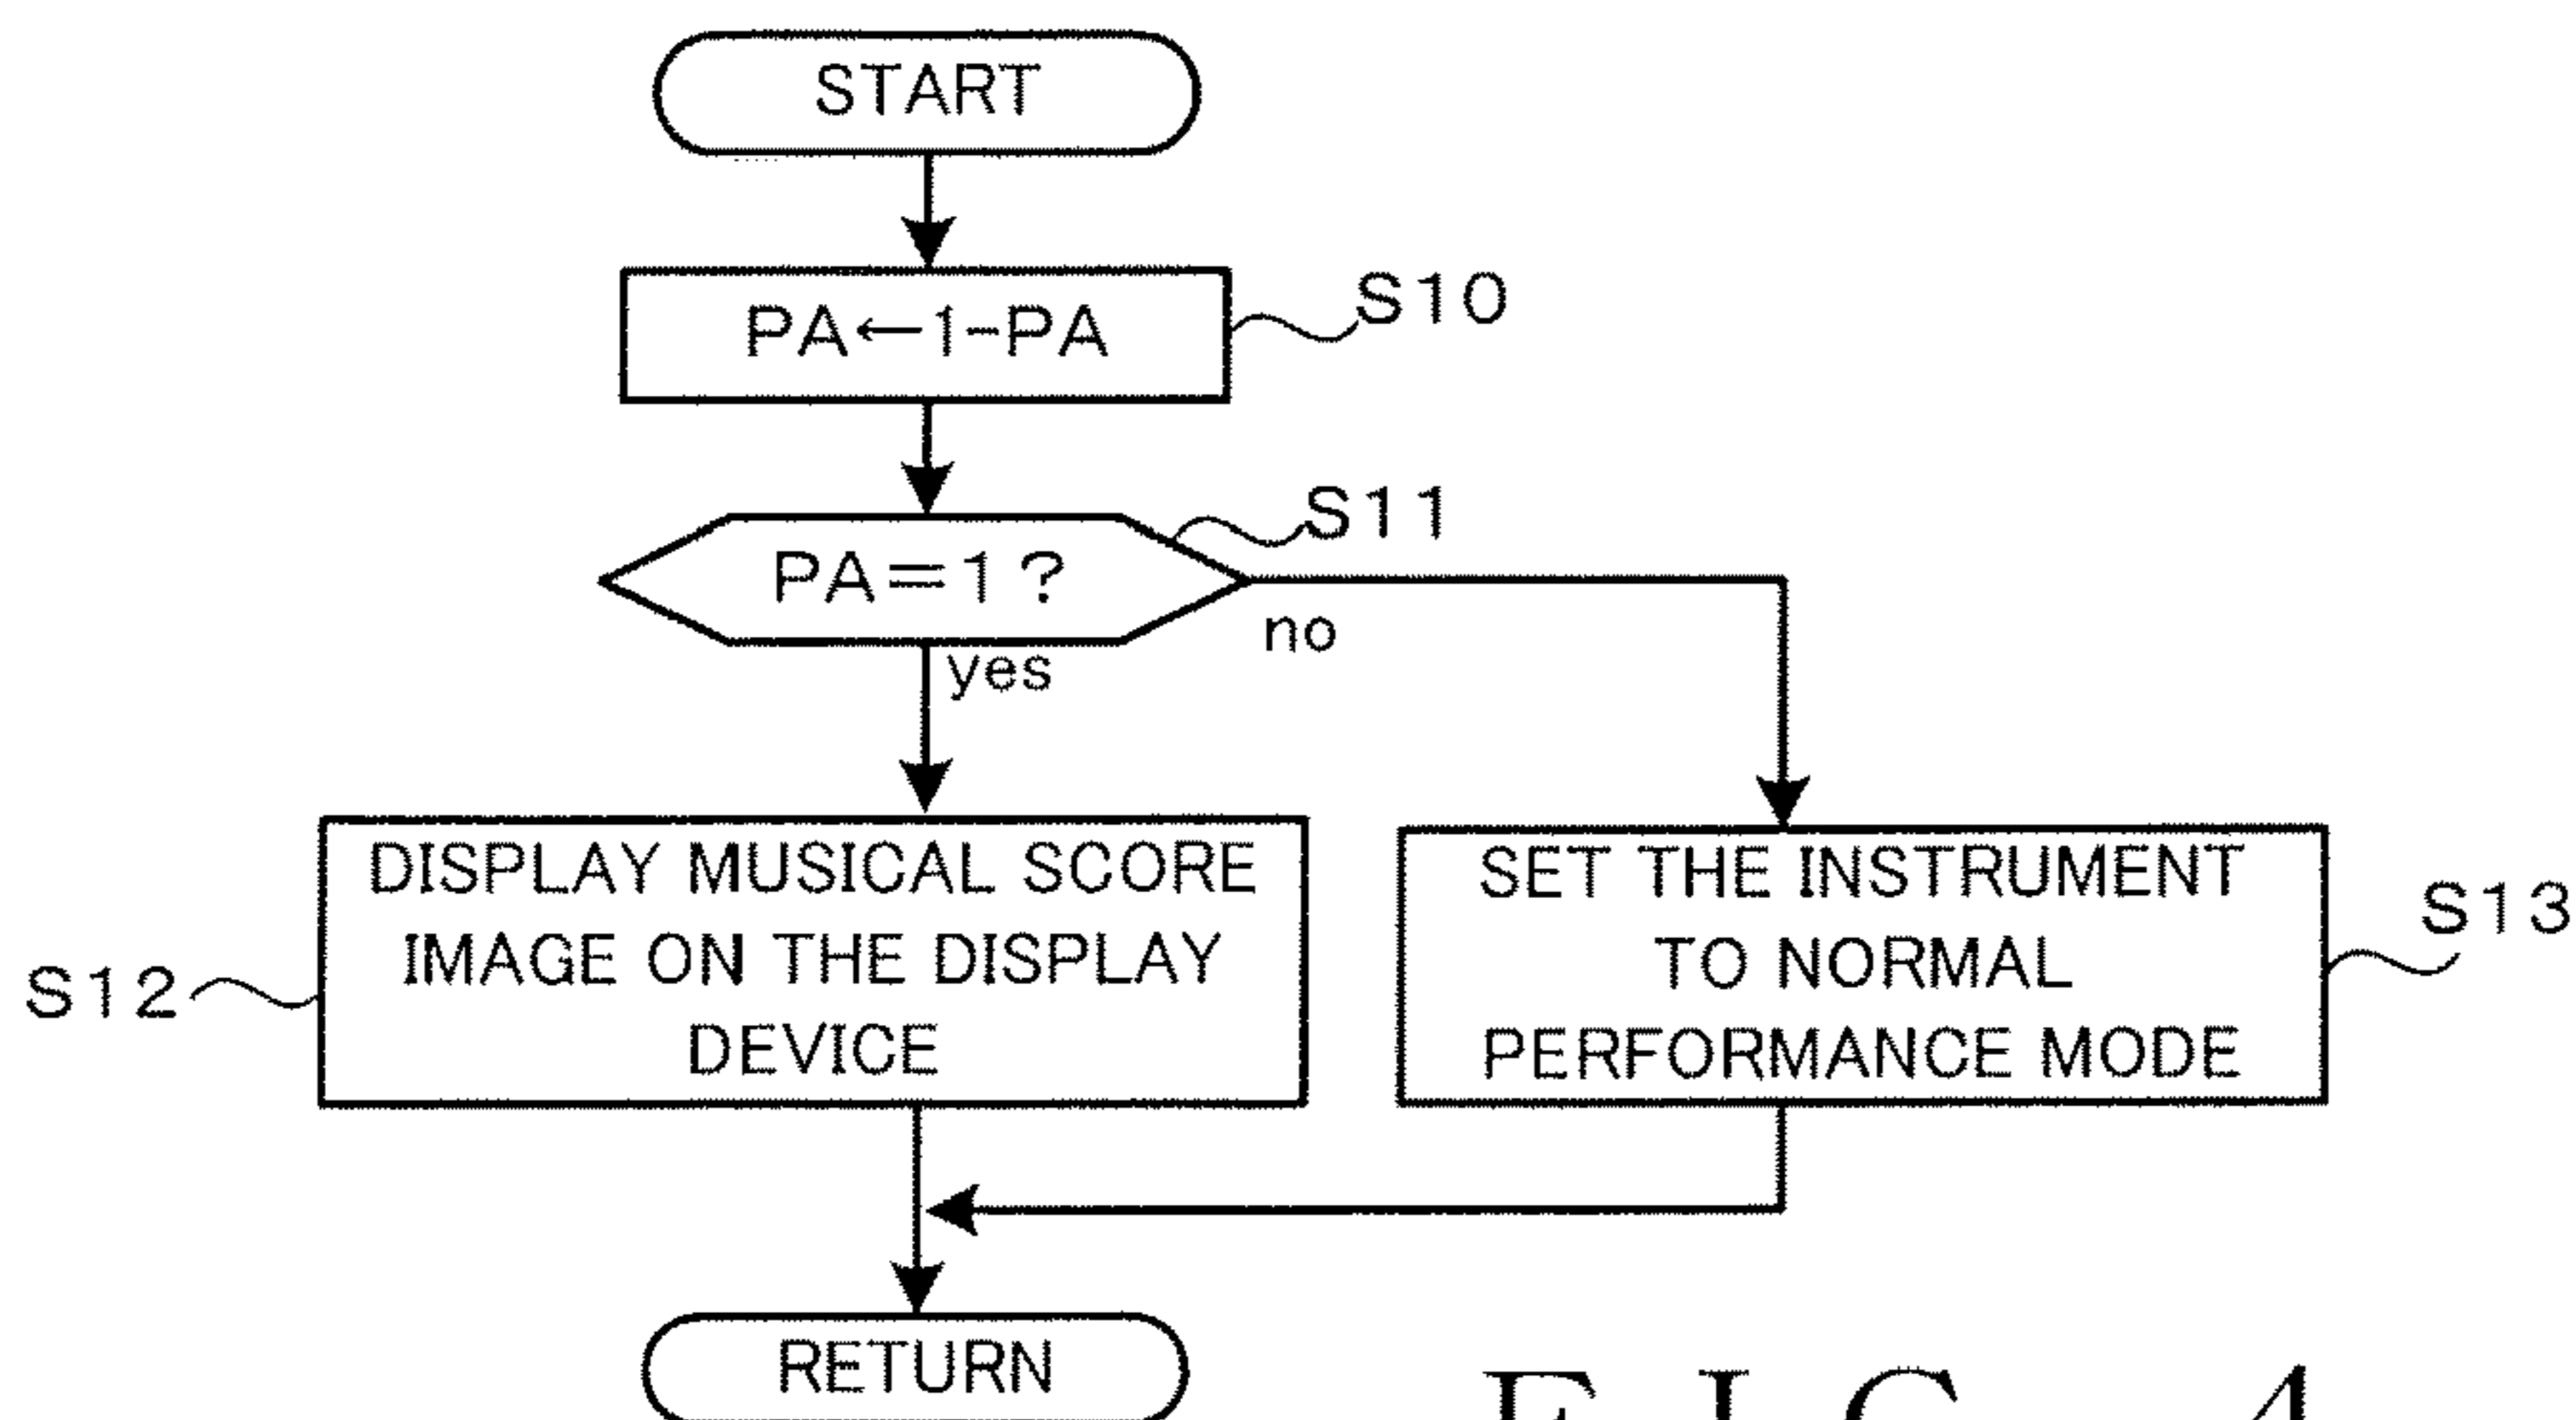 START
PA←1-PA
S10
S11
PA=1?
no
yes
DISPLAY MUSICAL SCORE
IMAGE ON THE DISPLAY
DEVICE
S12
SET THE INSTRUMENT
TO NORMAL
PERFORMANCE MODE
S13
RETURN